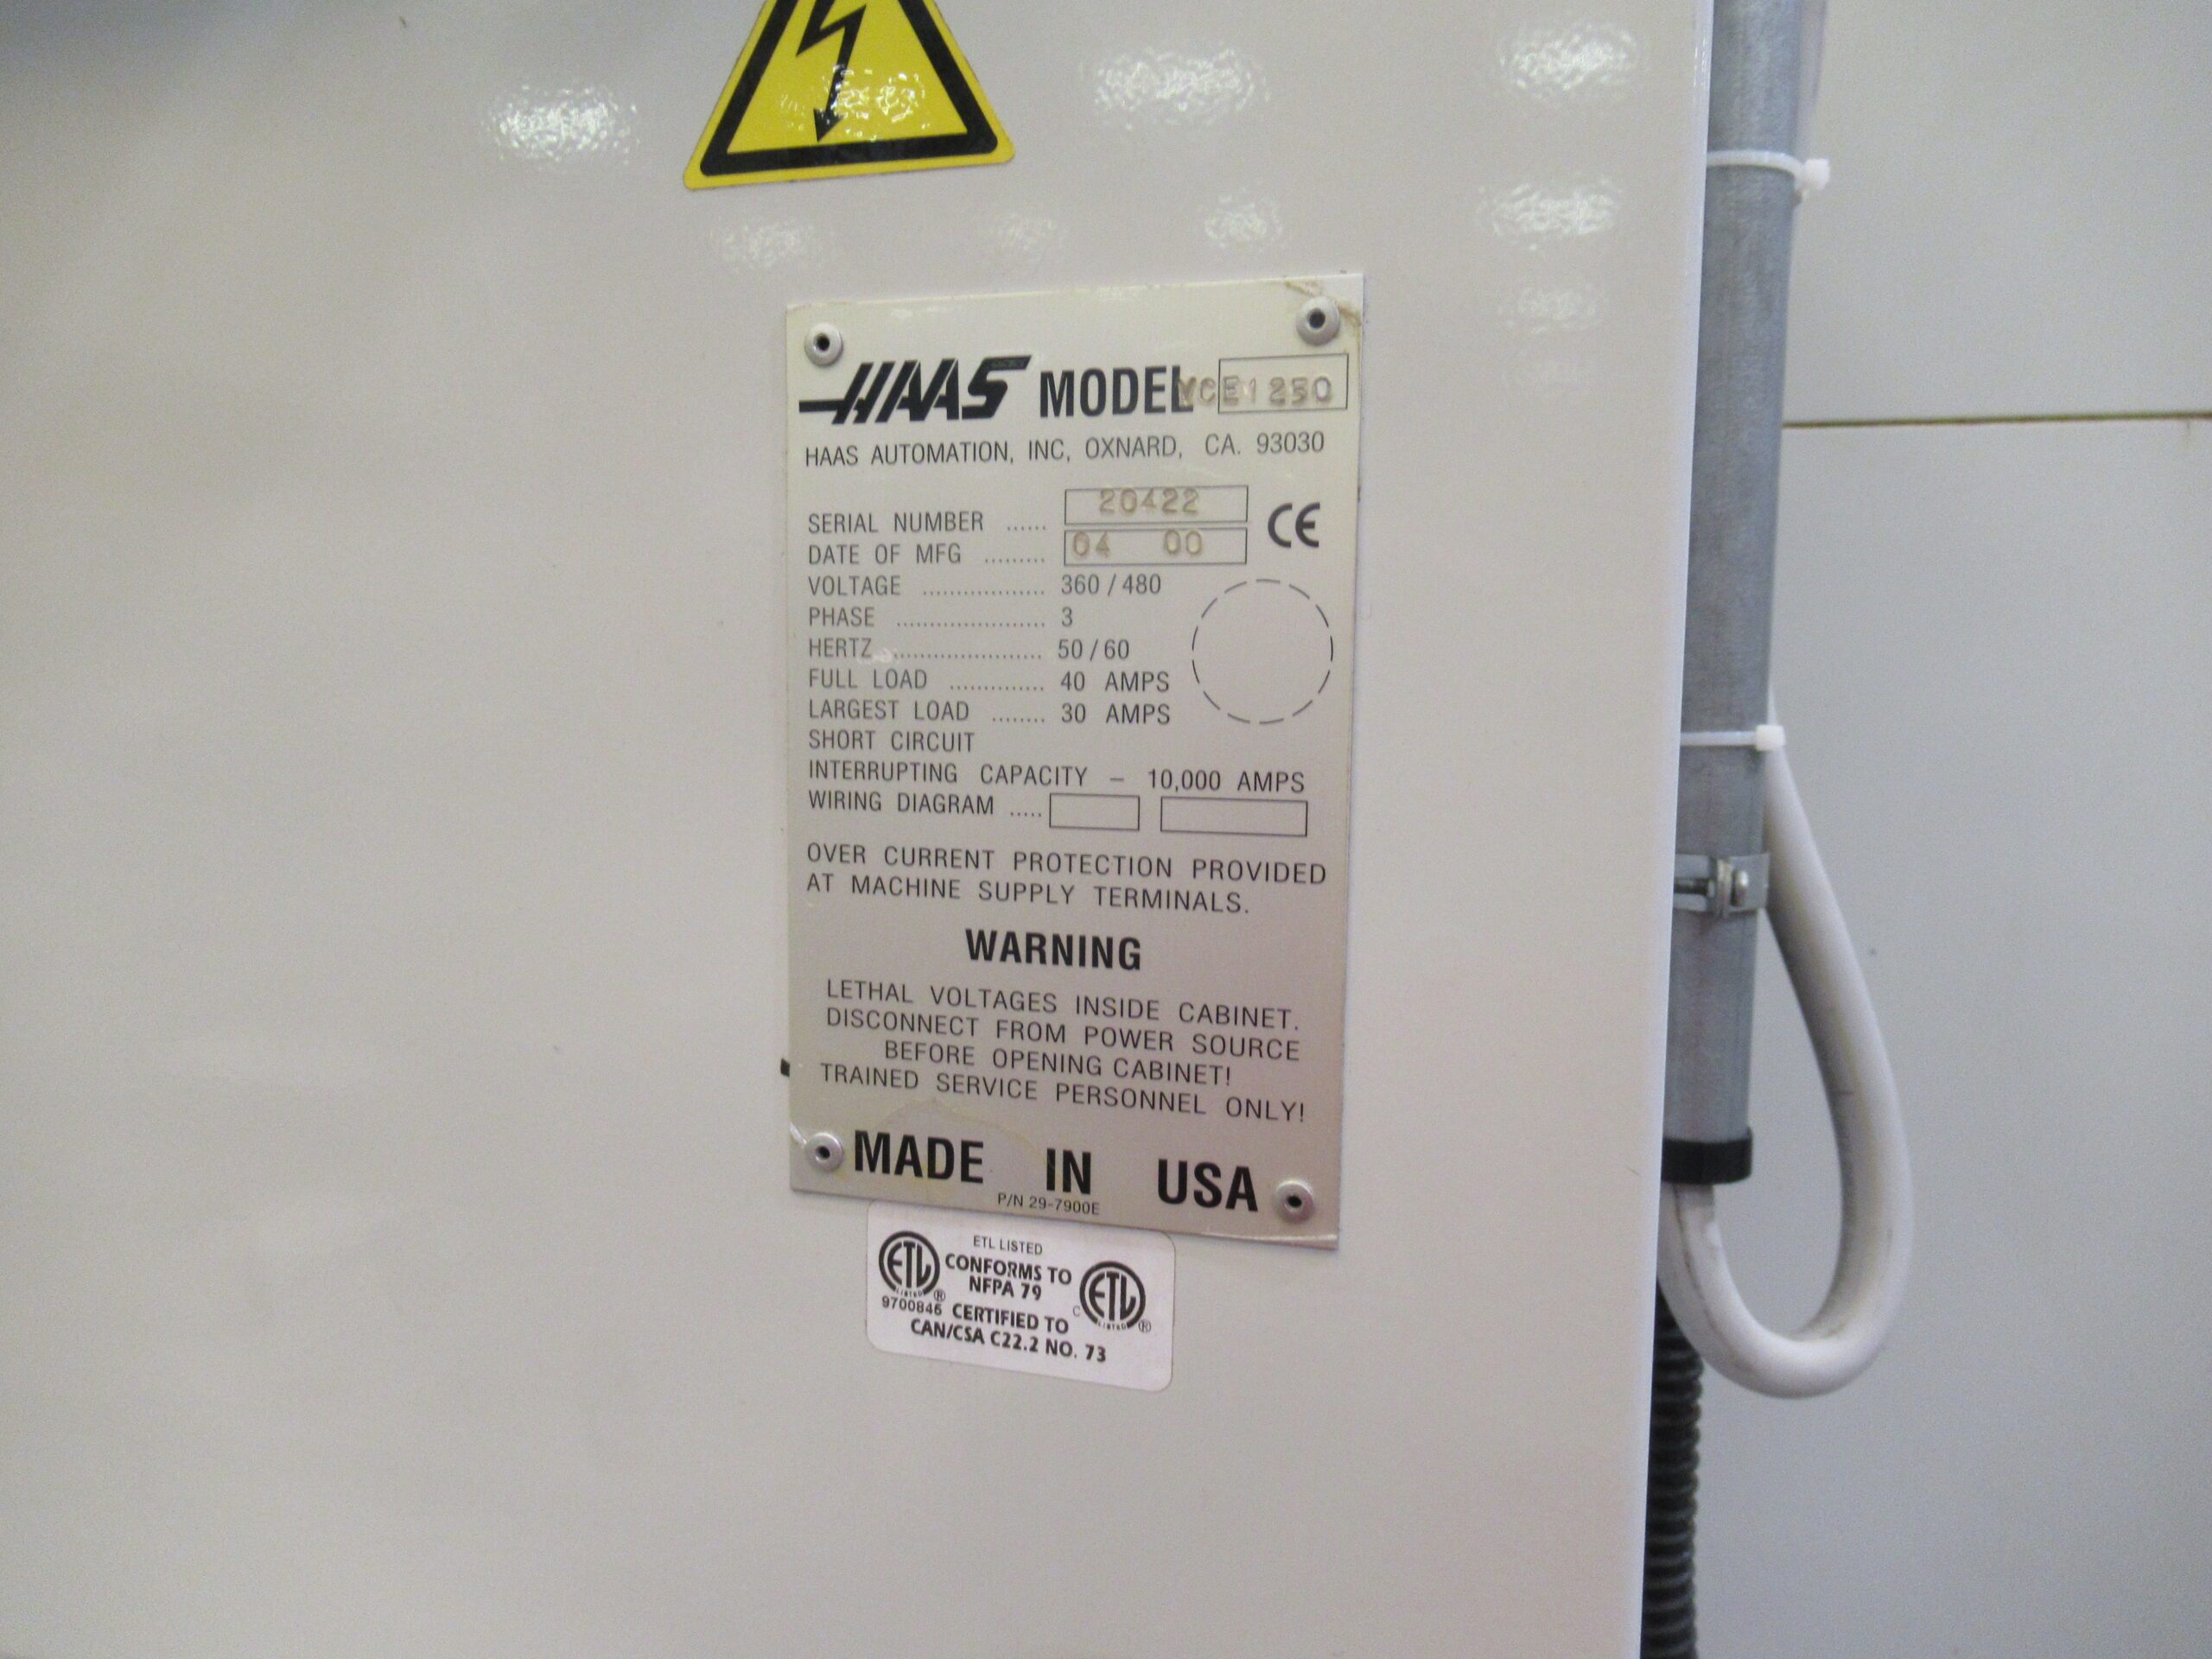 HAAS MODEL VCE1250
HAAS AUTOMATION, INC, OXNARD, CA. 93030
SERIAL NUMBER ...... 20422
CE
DATE OF MFG ......... 04 00
VOLTAGE .................. 360 / 480
PHASE ...................... 3
HERTZ ...................... 50 / 60
FULL LOAD .............. 40 AMPS
LARGEST LOAD ........ 30 AMPS
SHORT CIRCUIT
INTERRUPTING CAPACITY – 10,000 AMPS
WIRING DIAGRAM .....
OVER CURRENT PROTECTION PROVIDED
AT MACHINE SUPPLY TERMINALS.
WARNING
LETHAL VOLTAGES INSIDE CABINET.
DISCONNECT FROM POWER SOURCE
BEFORE OPENING CABINET!
TRAINED SERVICE PERSONNEL ONLY!
MADE IN USA
P/N 29-7900E
ETL LISTED
ETL LISTED ® CONFORMS TO C ETL LISTED ®
NFPA 79
9700846 CERTIFIED TO
CAN/CSA C22.2 NO. 73